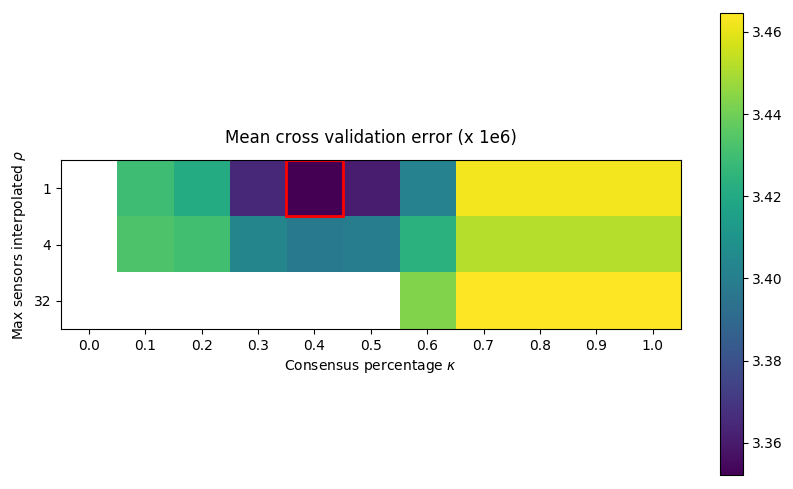 Mean cross validation error (x 1e6)
Max sensors interpolated ρ
1
4
32
0.0 0.1 0.2 0.3 0.4 0.5 0.6 0.7 0.8 0.9 1.0
Consensus percentage κ
3.46
3.44
3.42
3.40
3.38
3.36